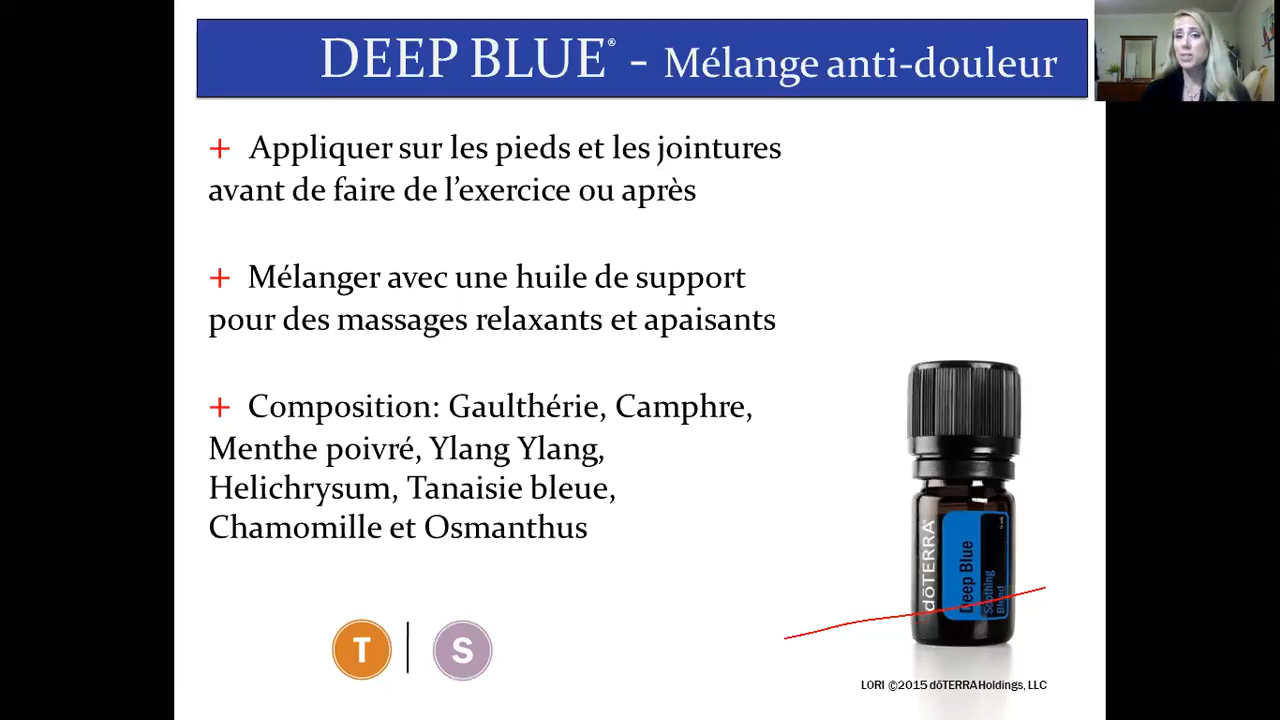 DEEP BLUE® - Mélange anti-douleur
+ Appliquer sur les pieds et les jointures
avant de faire de l’exercice ou après
+ Mélanger avec une huile de support
pour des massages relaxants et apaisants
+ Composition: Gaulthérie, Camphre,
Menthe poivré, Ylang Ylang,
Helichrysum, Tanaisie bleue,
Chamomille et Osmanthus
dōTERRA
Deep Blue
Soothing
Blend
5 mL
T | S
LORI ©2015 dōTERRA Holdings, LLC